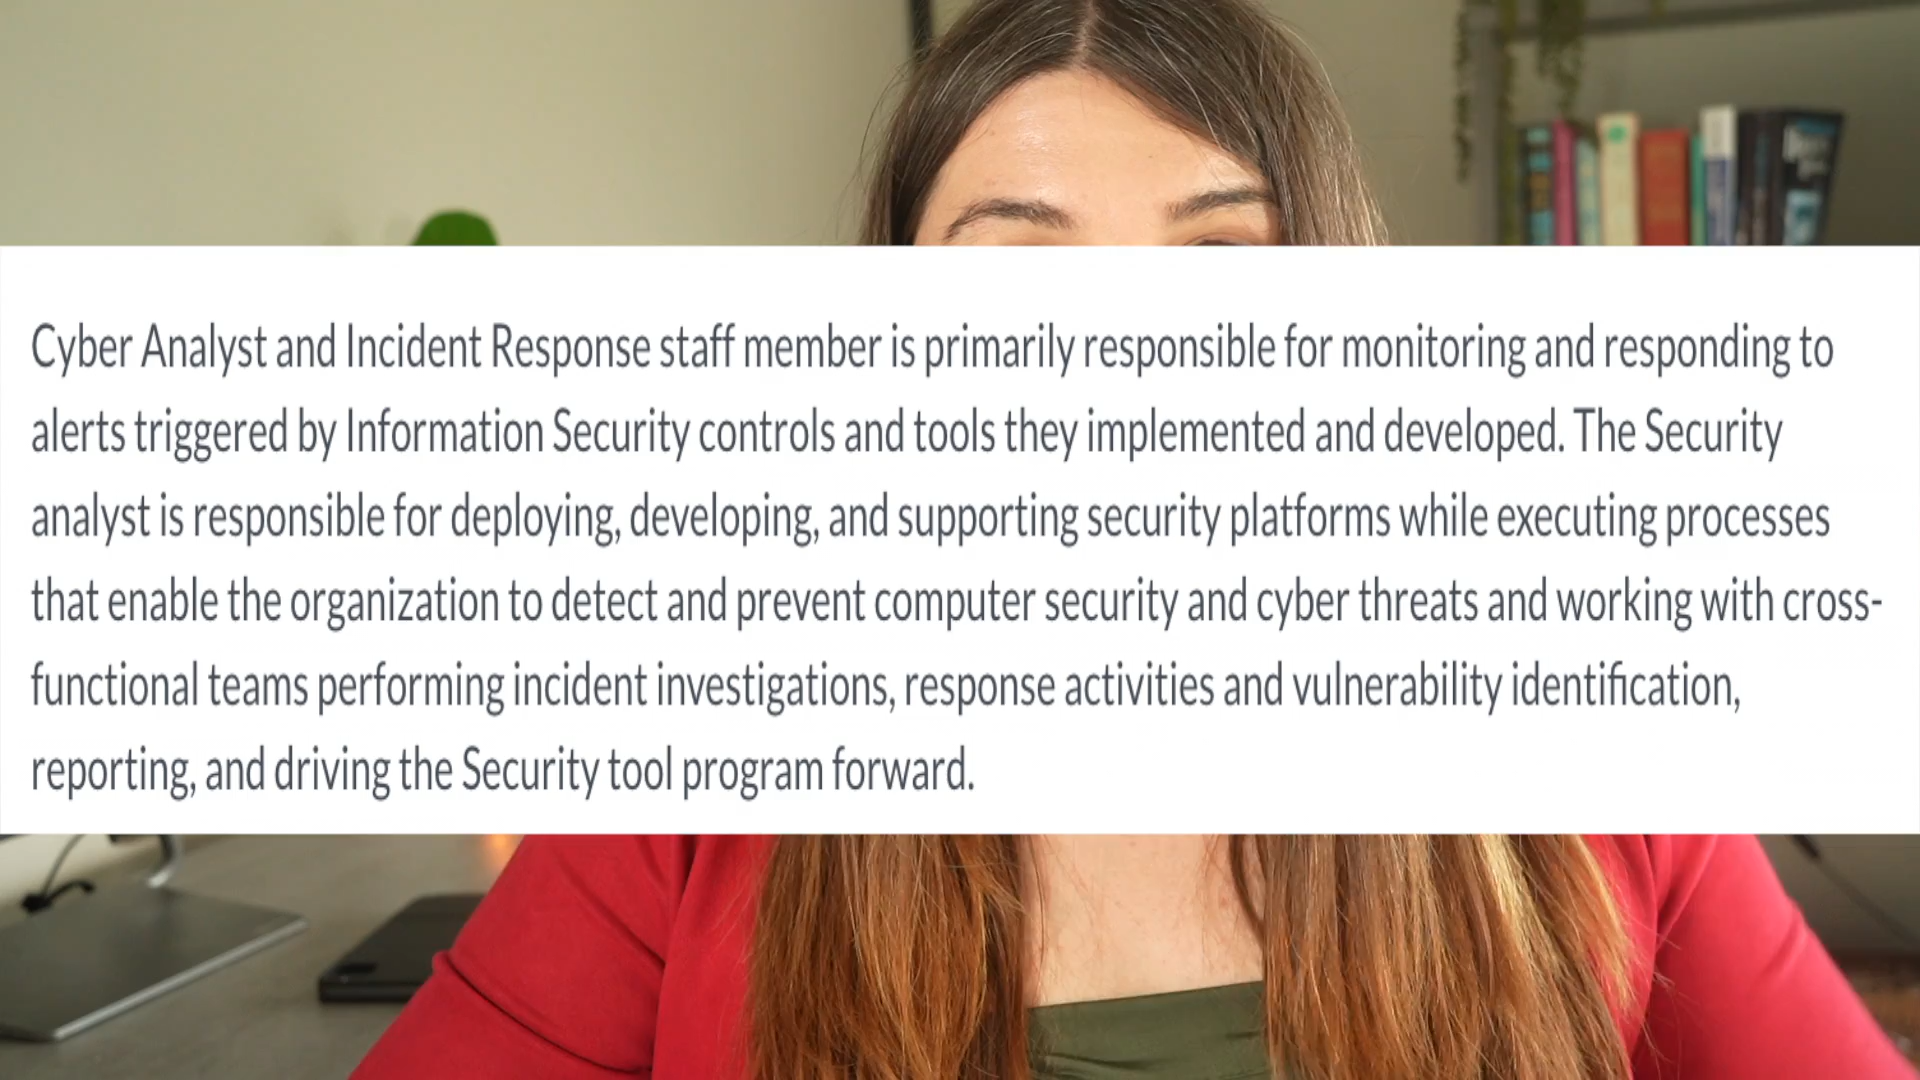 Cyber Analyst and Incident Response staff member is primarily responsible for monitoring and responding to
alerts triggered by Information Security controls and tools they implemented and developed. The Security
analyst is responsible for deploying, developing, and supporting security platforms while executing processes
that enable the organization to detect and prevent computer security and cyber threats and working with cross-
functional teams performing incident investigations, response activities and vulnerability identification,
reporting, and driving the Security tool program forward.